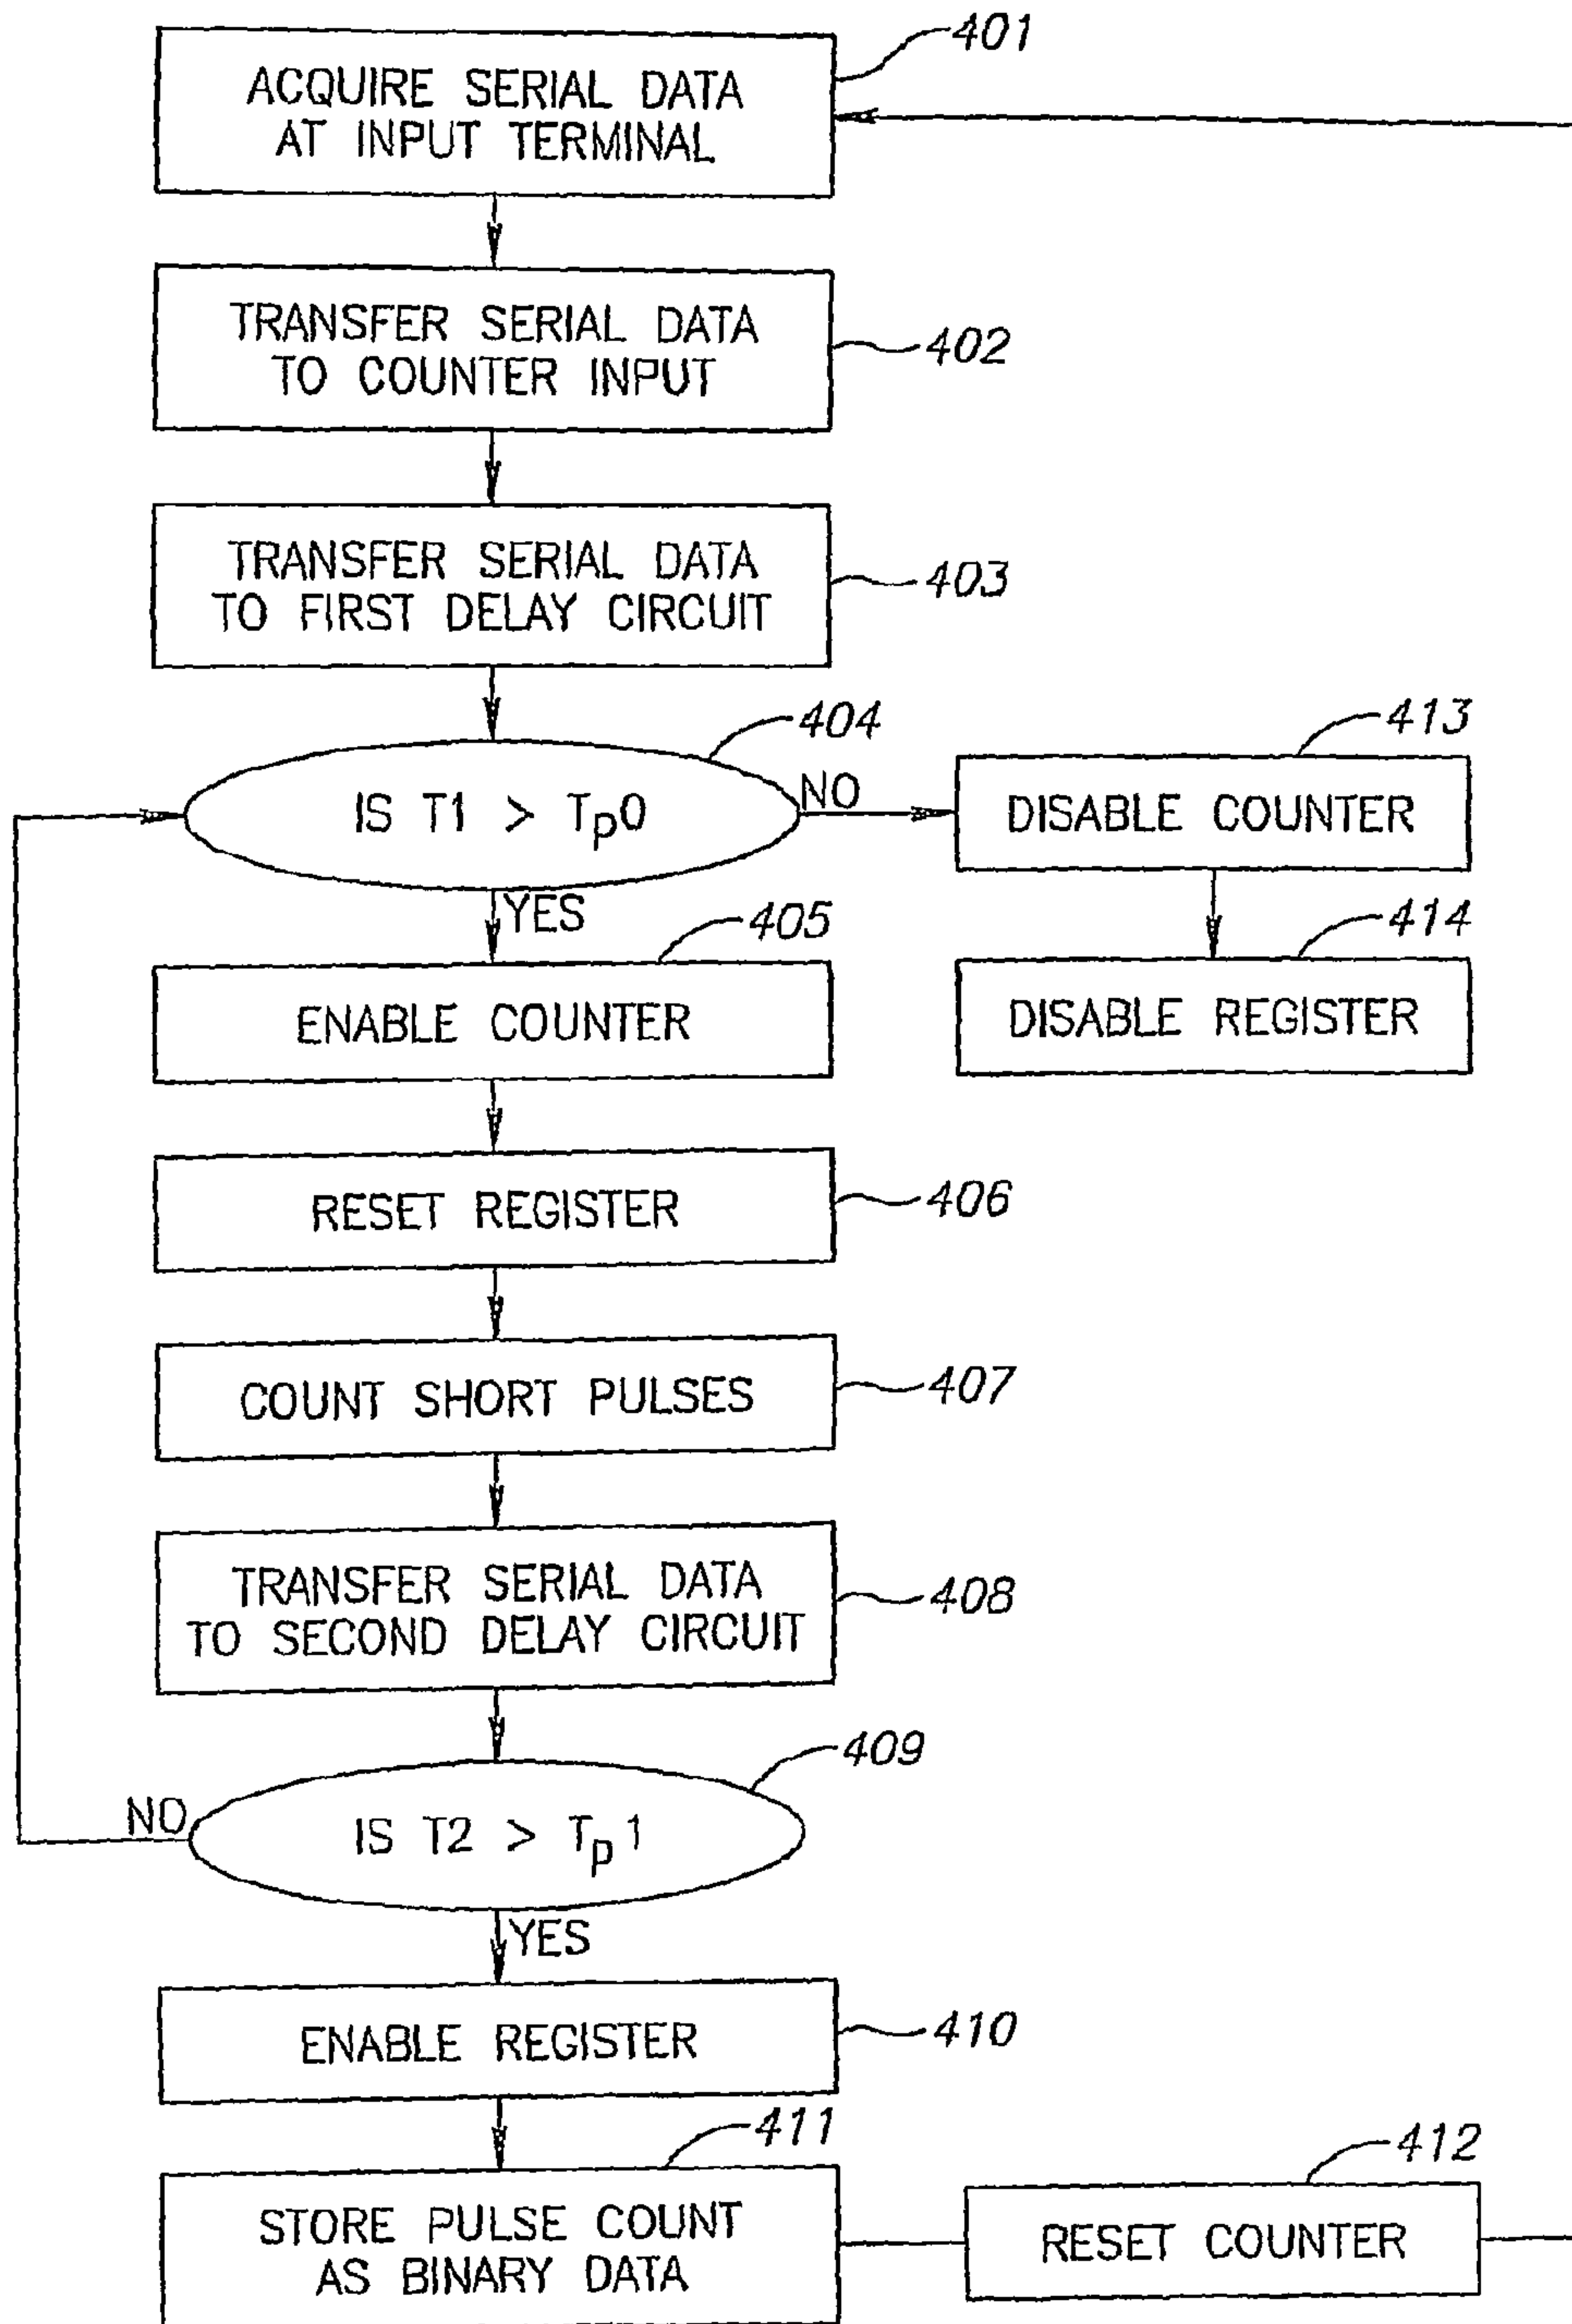 401
ACQUIRE SERIAL DATA
AT INPUT TERMINAL
TRANSFER SERIAL DATA
TO COUNTER INPUT
402
TRANSFER SERIAL DATA
TO FIRST DELAY CIRCUIT
403
404
IS T1 > Tp0
NO
413
DISABLE COUNTER
YES
405
414
ENABLE COUNTER
DISABLE REGISTER
RESET REGISTER
406
COUNT SHORT PULSES
407
TRANSFER SERIAL DATA
TO SECOND DELAY CIRCUIT
408
409
NO
IS T2 > Tp1
YES
ENABLE REGISTER
410
411
412
STORE PULSE COUNT
AS BINARY DATA
RESET COUNTER